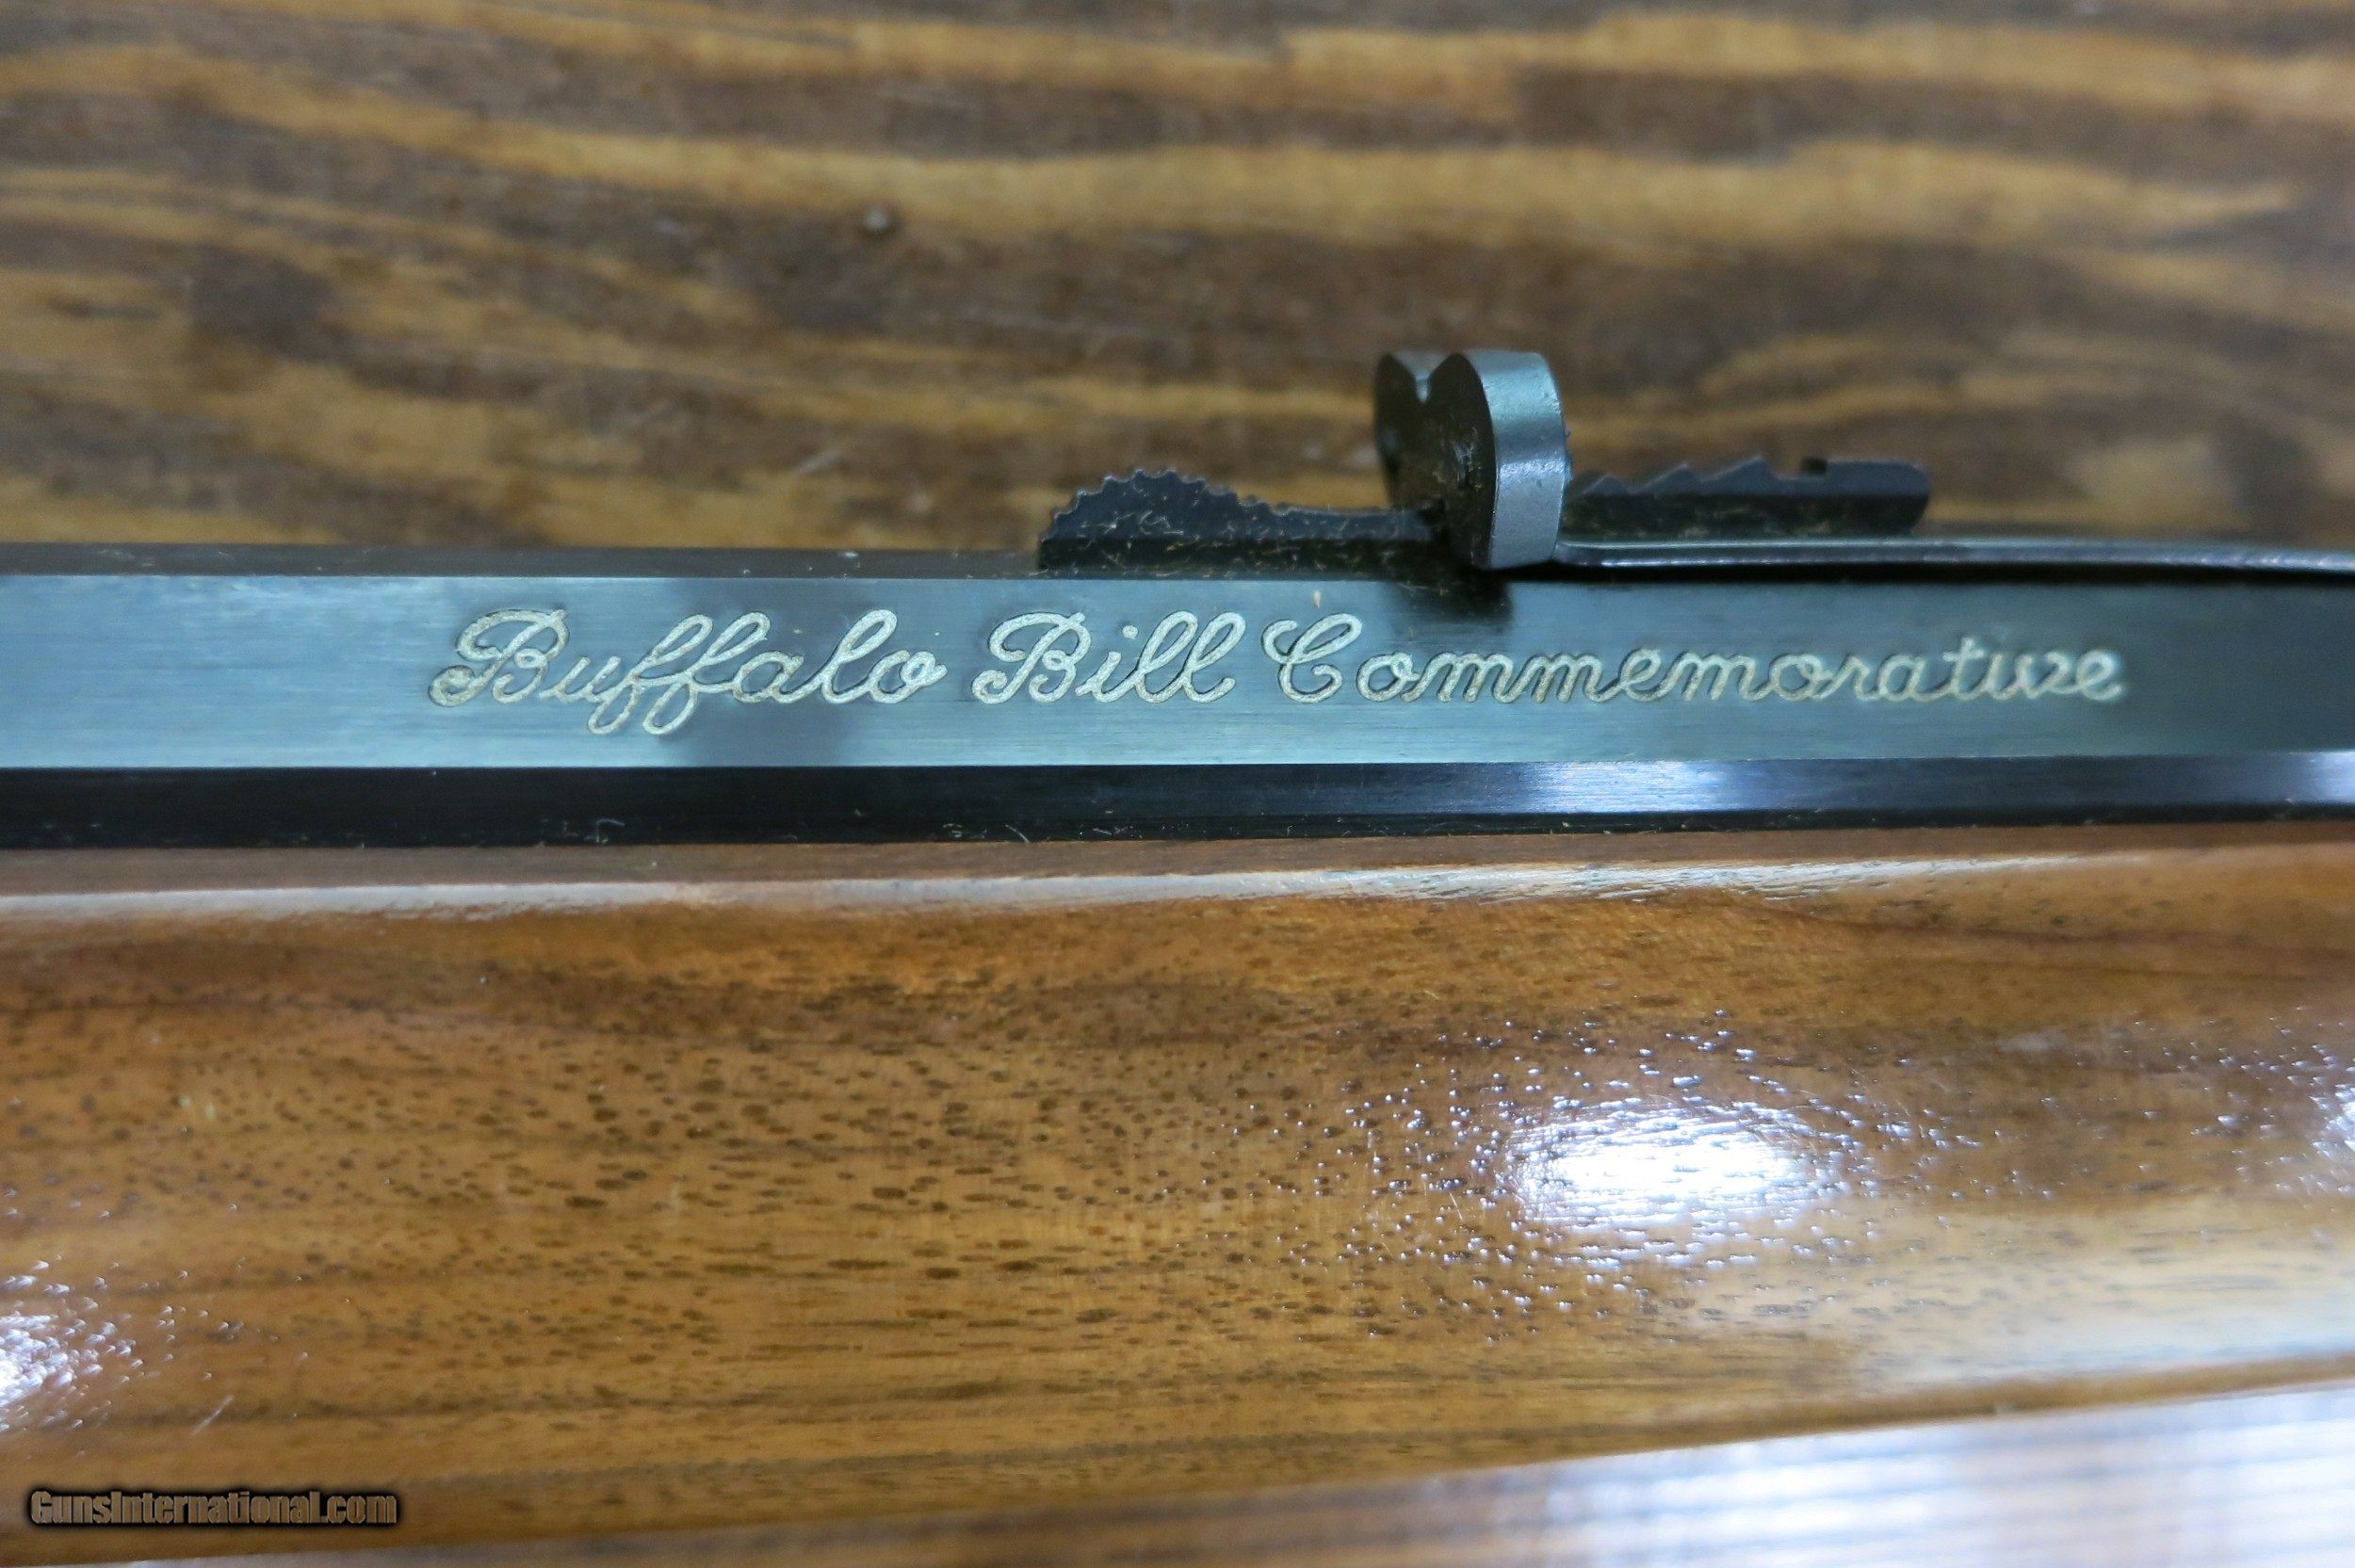 Buffalo Bill Commemorative
GunsInternational.com